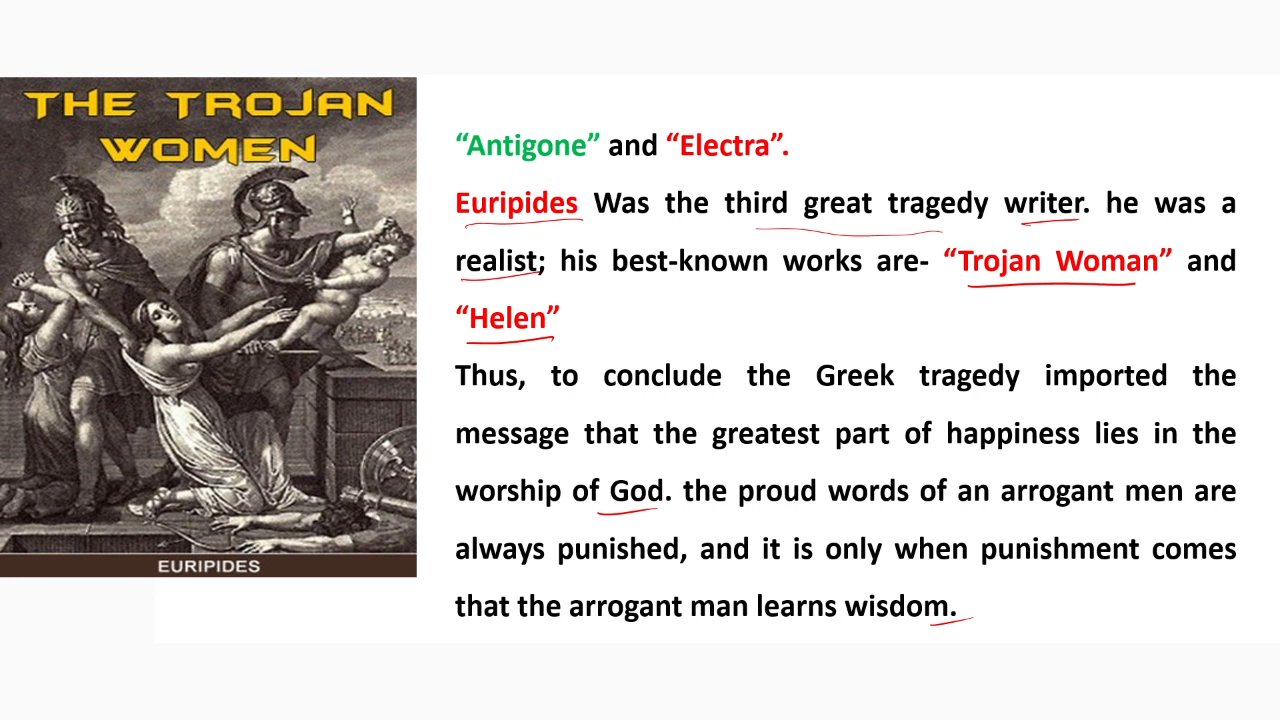 THE TROJAN
WOMEN
EURIPIDES
“Antigone” and “Electra”.
Euripides Was the third great tragedy writer. he was a
realist; his best-known works are- “Trojan Woman” and
“Helen”
Thus, to conclude the Greek tragedy imported the
message that the greatest part of happiness lies in the
worship of God. the proud words of an arrogant men are
always punished, and it is only when punishment comes
that the arrogant man learns wisdom.